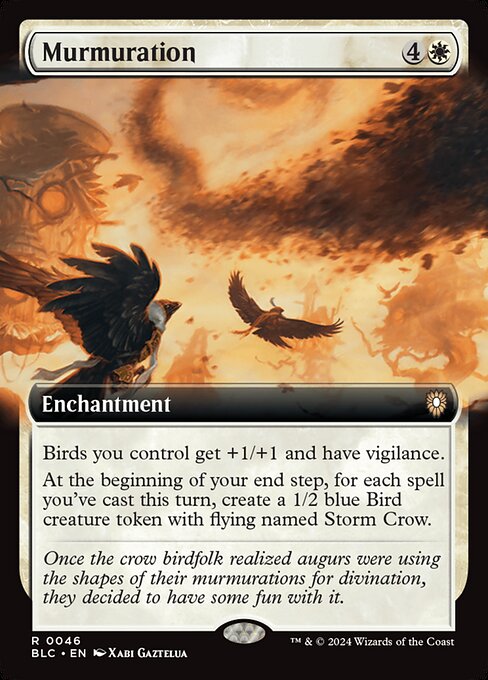 Murmuration 4
Enchantment
Birds you control get +1/+1 and have vigilance.
At the beginning of your end step, for each spell
you've cast this turn, create a 1/2 blue Bird
creature token with flying named Storm Crow.
Once the crow birdfolk realized augurs were using
the shapes of their murmurations for divination,
they decided to have some fun with it.
R 0046
BLC • EN Xabi Gaztelua
™ & © 2024 Wizards of the Coast